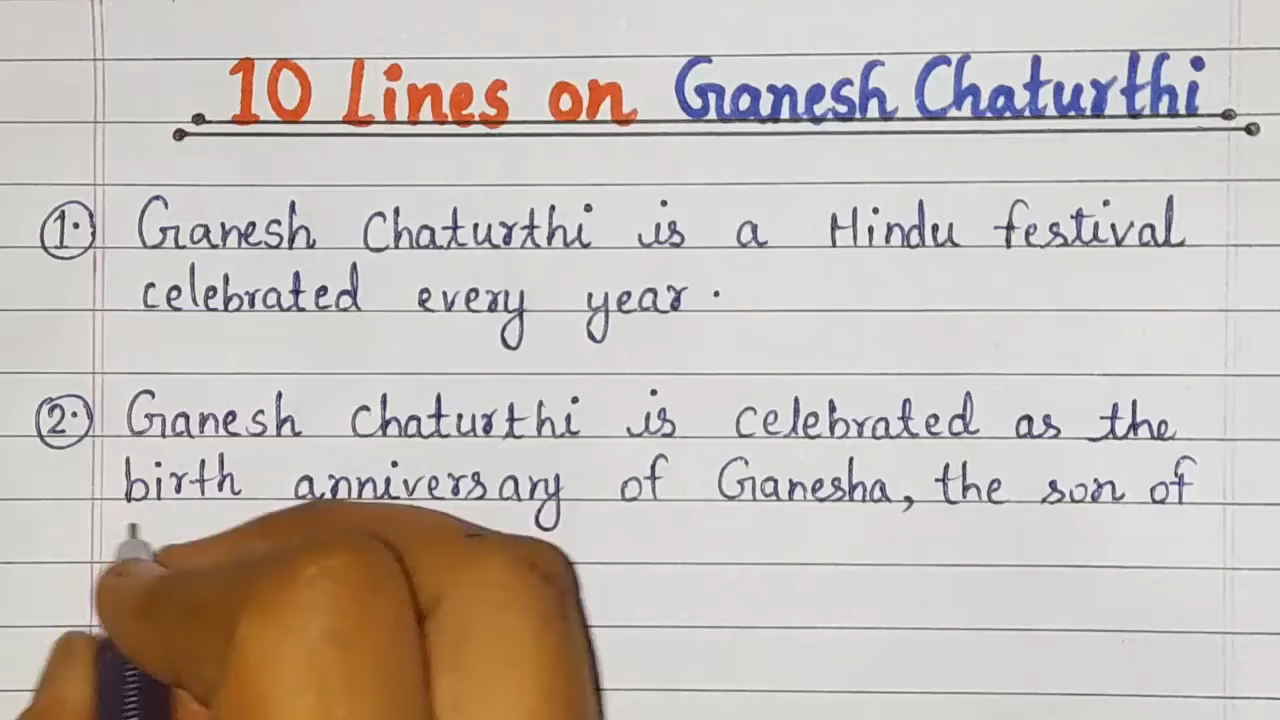 10 Lines on Ganesh Chaturthi
1. Ganesh Chaturthi is a Hindu festival
celebrated every year.
2. Ganesh Chaturthi is celebrated as the
birth anniversary of Ganesha, the son of